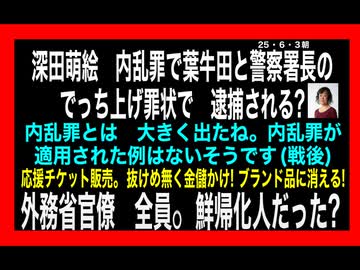 25・6・3朝
深田萌絵　内乱罪で葉牛田と警察署長の
でっち上げ罪状で　逮捕される?
内乱罪とは　大きく出たね。内乱罪が
適用された例はないそうです(戦後)
応援チケット販売。抜けめ無く金儲かけ!ブランド品に消える!
外務省官僚　全員。鮮帰化人だった?